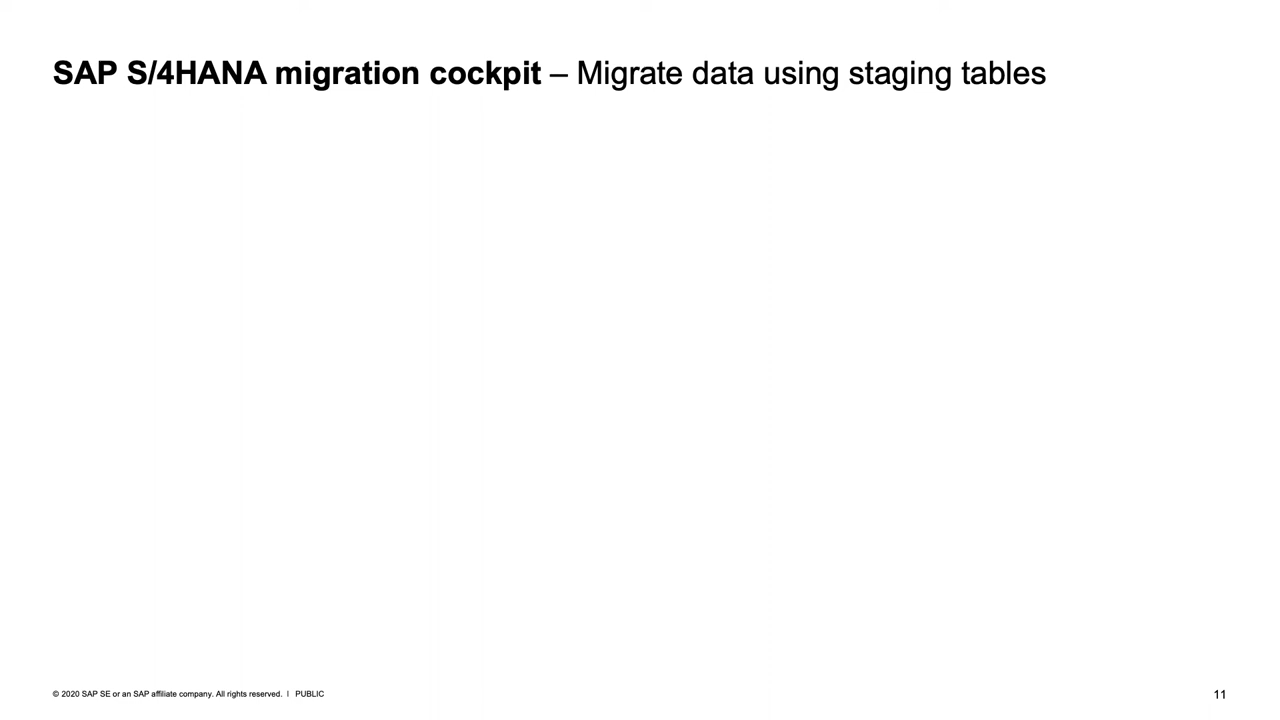 SAP S/4HANA migration cockpit – Migrate data using staging tables
© 2020 SAP SE or an SAP affiliate company. All rights reserved. | PUBLIC
11